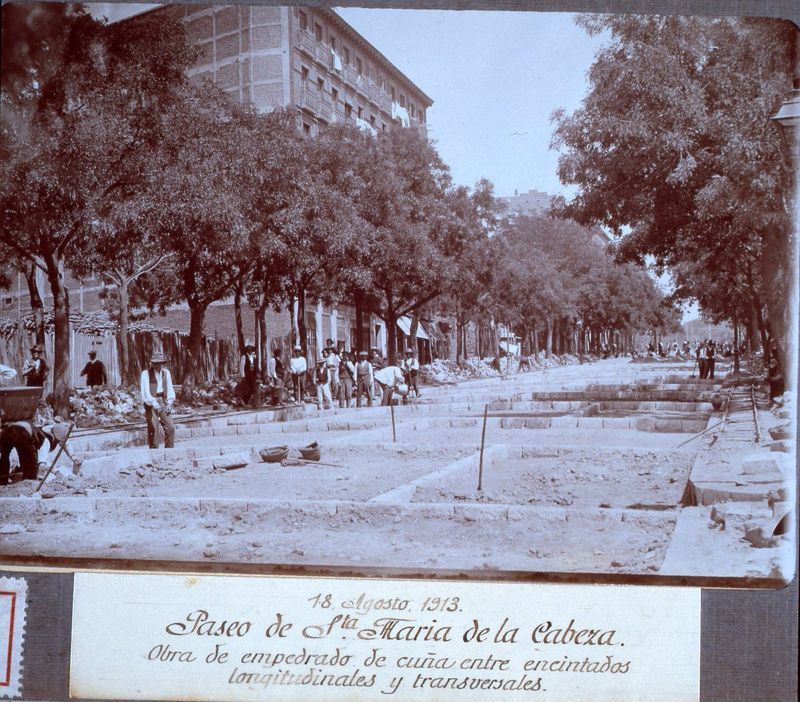 18, Agosto, 1913.
Paseo de Sta Maria de la Cabeza.
Obra de empedrado de cuña entre encintados
longitudinales y transversales.